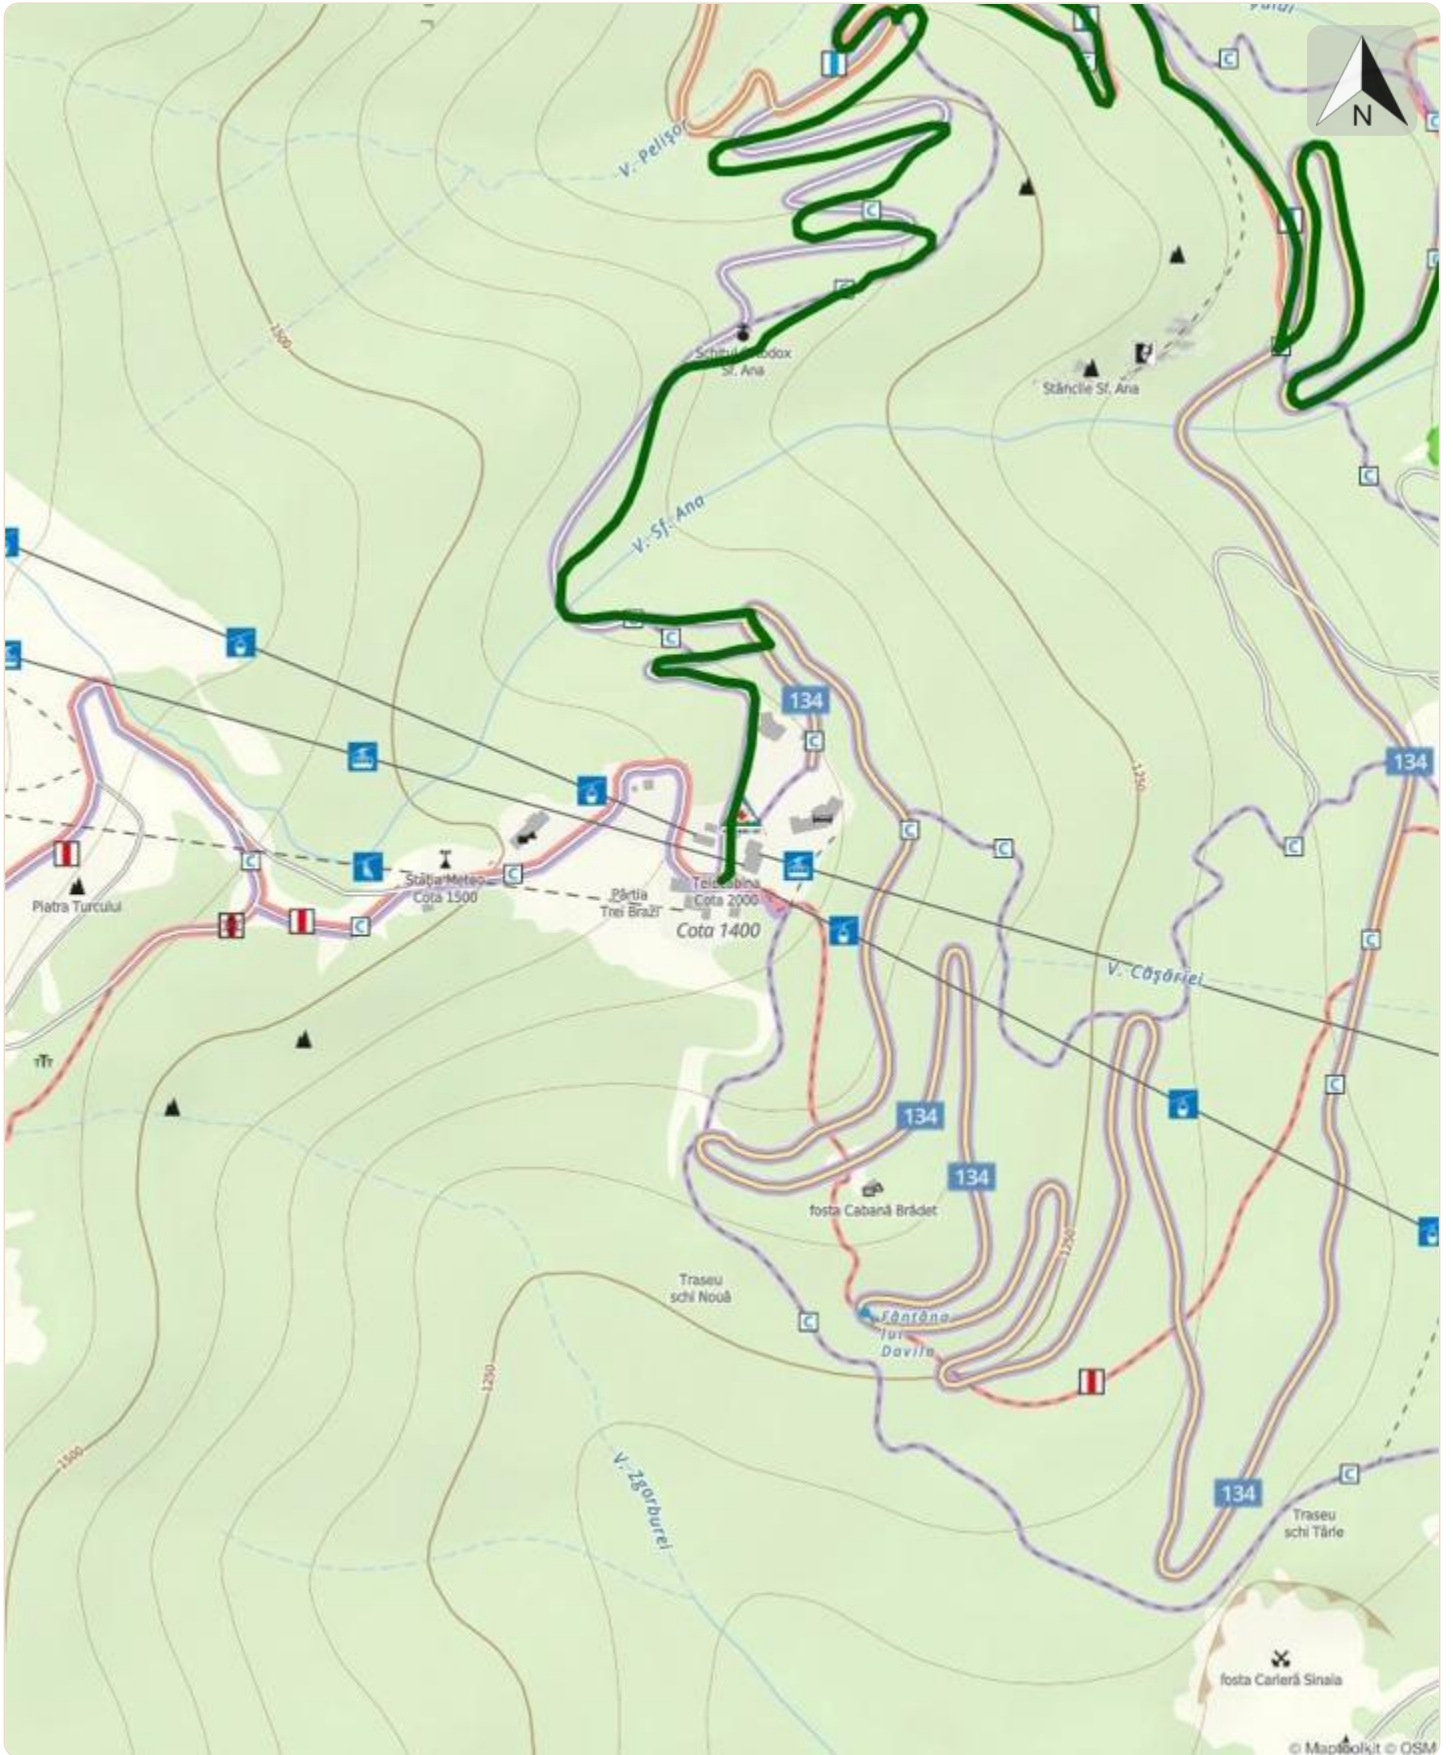 N
V. Pelișor
1500
Sf. Ana
Stâncile Sf. Ana
V. Sf. Ana
134
134
1250
Piatra Turcului
Stația Meteo
Cota 1500
Pârtia
Trei Brazi
Telecabina
Cota 2000
Cota 1400
V. Cășăriei
134
134
fosta Cabană Brădet
1250
Traseu
schi Nouă
Fântâna
lui
Davila
1250
1500
V. Zgarburei
134
Traseu
schi Târle
fosta Carieră Sinaia
© Maptoolkit © OSM